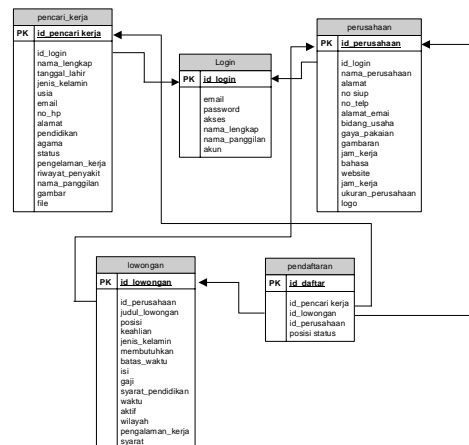 pencari_kerja
PK id_pencari kerja
id_login
nama_lengkap
tanggal_lahir
jenis_kelamin
usia
email
no_hp
alamat
pendidikan
agama
status
pengelaman_kerja
riwayat_penyakit
nama_panggilan
gambar
file
Login
PK id_login
email
password
akses
nama_lengkap
nama_panggilan
akun
perusahaan
PK id_perusahaan
id_login
nama_perusahaan
alamat
no siup
no_telp
alamat_emai
bidang_usaha
gaya_pakaian
gambaran
jam_kerja
bahasa
website
jam_kerja
ukuran_perusahaan
logo
lowongan
PK id_lowongan
id_perusahaan
judul_lowongan
posisi
keahlian
jenis_kelamin
membutuhkan
batas_waktu
isi
gaji
syarat_pendidikan
waktu
aktif
wilayah
pengalaman_kerja
syarat
pendaftaran
PK id_daftar
id_pencari kerja
id_lowongan
id_perusahaan
posisi status